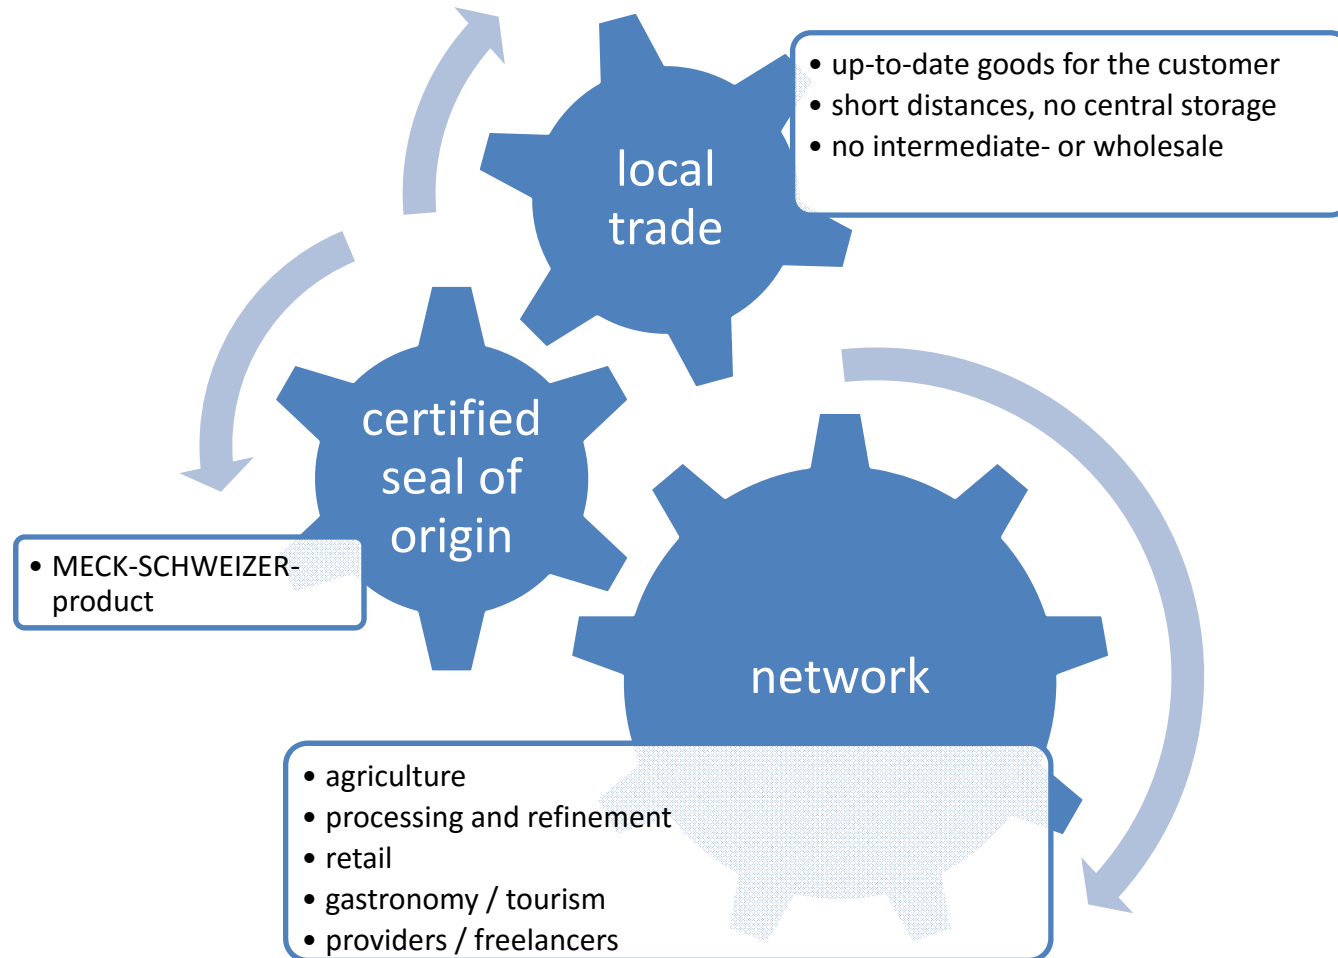 • up-to-date goods for the customer
• short distances, no central storage
• no intermediate- or wholesale
local
trade
certified
seal of
origin
• MECK-SCHWEIZER-
product
network
• agriculture
• processing and refinement
• retail
• gastronomy / tourism
• providers / freelancers